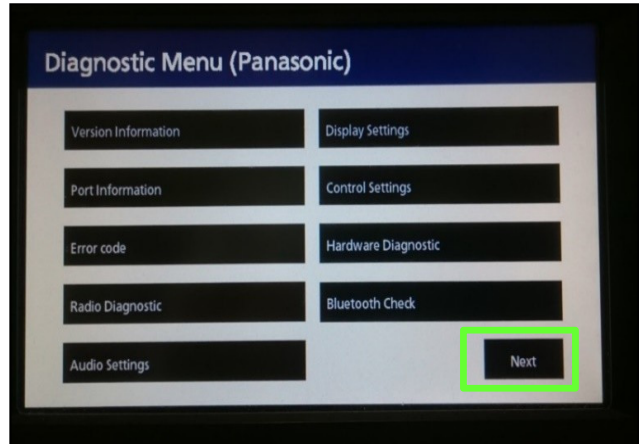 Diagnostic Menu (Panasonic)
Version Information
Display Settings
Port Information
Control Settings
Error code
Hardware Diagnostic
Radio Diagnostic
Bluetooth Check
Audio Settings
Next